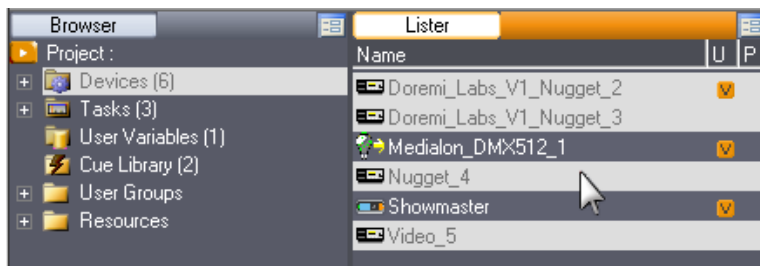 Browser
Project :
Devices (6)
Tasks (3)
User Variables (1)
Cue Library (2)
User Groups
Resources
Lister
Name U P
Doremi_Labs_V1_Nugget_2 V
Doremi_Labs_V1_Nugget_3
Medialon_DMX512_1 V
Nugget_4
Showmaster V
Video_5